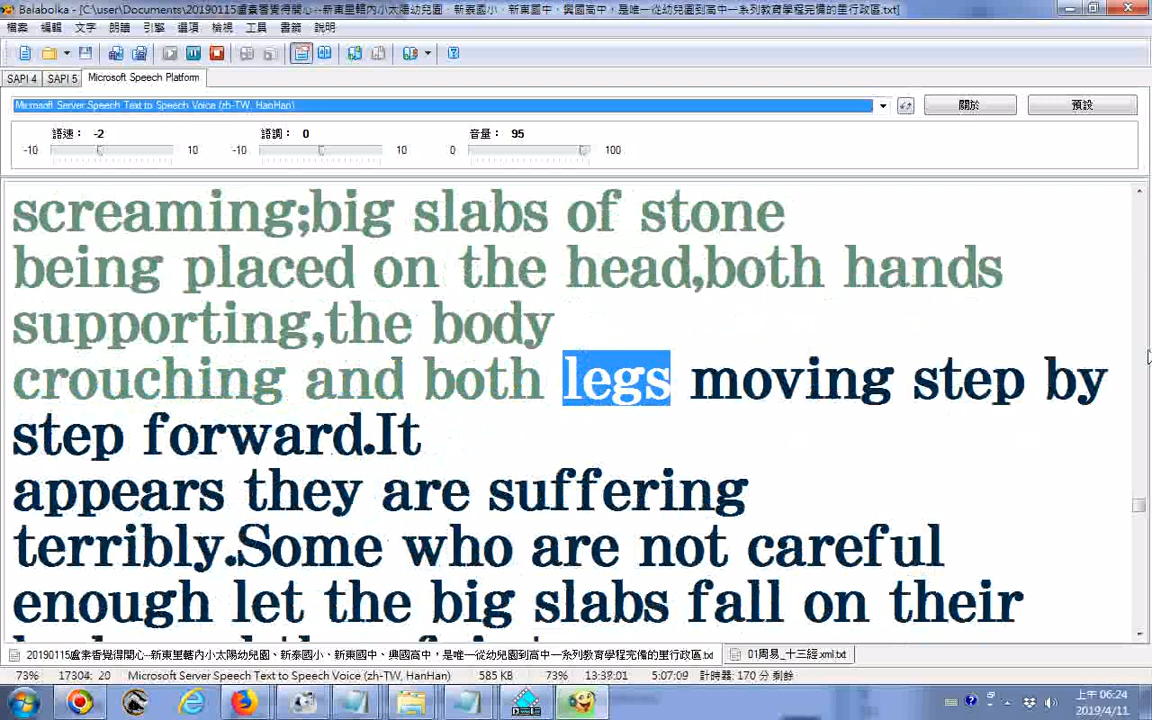 Balabolka - [C:\user\Documents\20190115盧素香覺得開心--新東里轄內小太陽幼兒園、新泰國小、新東國中、興國高中，是唯一從幼兒園到高中一系列教育學程完備的里行政區.txt]
檔案 編輯 文字 朗讀 引擎 選項 檢視 工具 書籤 說明
SAPI 4 SAPI 5 Microsoft Speech Platform
Microsoft Server Speech Text to Speech Voice (zh-TW, HanHan) 關於 預設
語速： -2 語調： 0 音量： 95
-10 10 -10 10 0 100
screaming;big slabs of stone
being placed on the head,both hands
supporting,the body
crouching and both legs moving step by
step forward.It
appears they are suffering
terribly.Some who are not careful
enough let the big slabs fall on their
20190115盧素香覺得開心--新東里轄內小太陽幼兒園、新泰國小、新東國中、興國高中，是唯一從幼兒園到高中一系列教育學程完備的里行政區.txt 01周易_十三經.xml.txt
73% 17304: 20 Microsoft Server Speech Text to Speech Voice (zh-TW, HanHan) 585 KB 73% 13:38:01 5:07:09 計時器: 170 分 剩餘
上午 06:24
2019/4/11